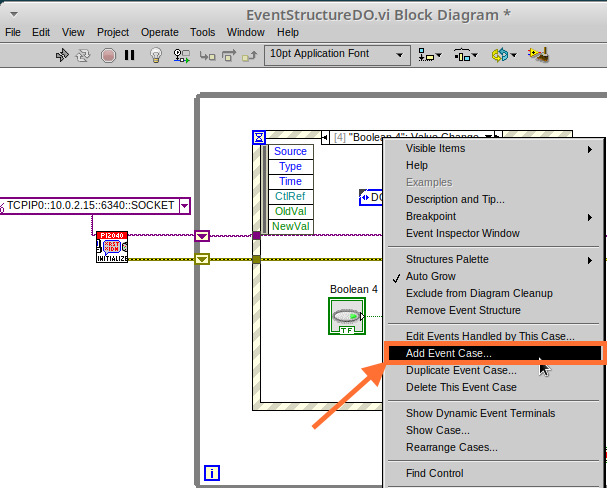 EventStructureDO.vi Block Diagram *
File Edit View Project Operate Tools Window Help
10pt Application Font
[4] "Boolean 4": Value Change
Source
Type
Time
CtlRef
OldVal
NewVal
TCPIP0::10.0.2.15::6340::SOCKET
PI2040
INITIALIZE
Boolean 4
TF
i
Visible Items
Help
Examples
Description and Tip...
Breakpoint
Event Inspector Window
Structures Palette
Auto Grow
Exclude from Diagram Cleanup
Remove Event Structure
Edit Events Handled by This Case...
Add Event Case...
Duplicate Event Case...
Delete This Event Case
Show Dynamic Event Terminals
Show Case...
Rearrange Cases...
Find Control